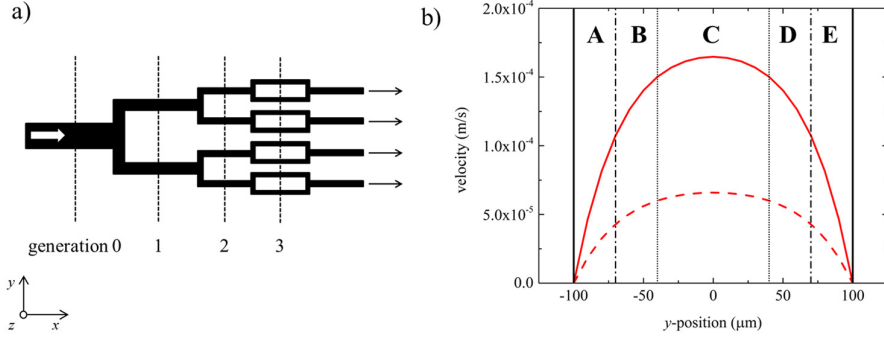 a)
generation 0 1 2 3
y
z x
b)
2.0x10⁻⁴
1.5x10⁻⁴
1.0x10⁻⁴
5.0x10⁻⁵
0.0
velocity (m/s)
A B C D E
-100 -50 0 50 100
y-position (μm)